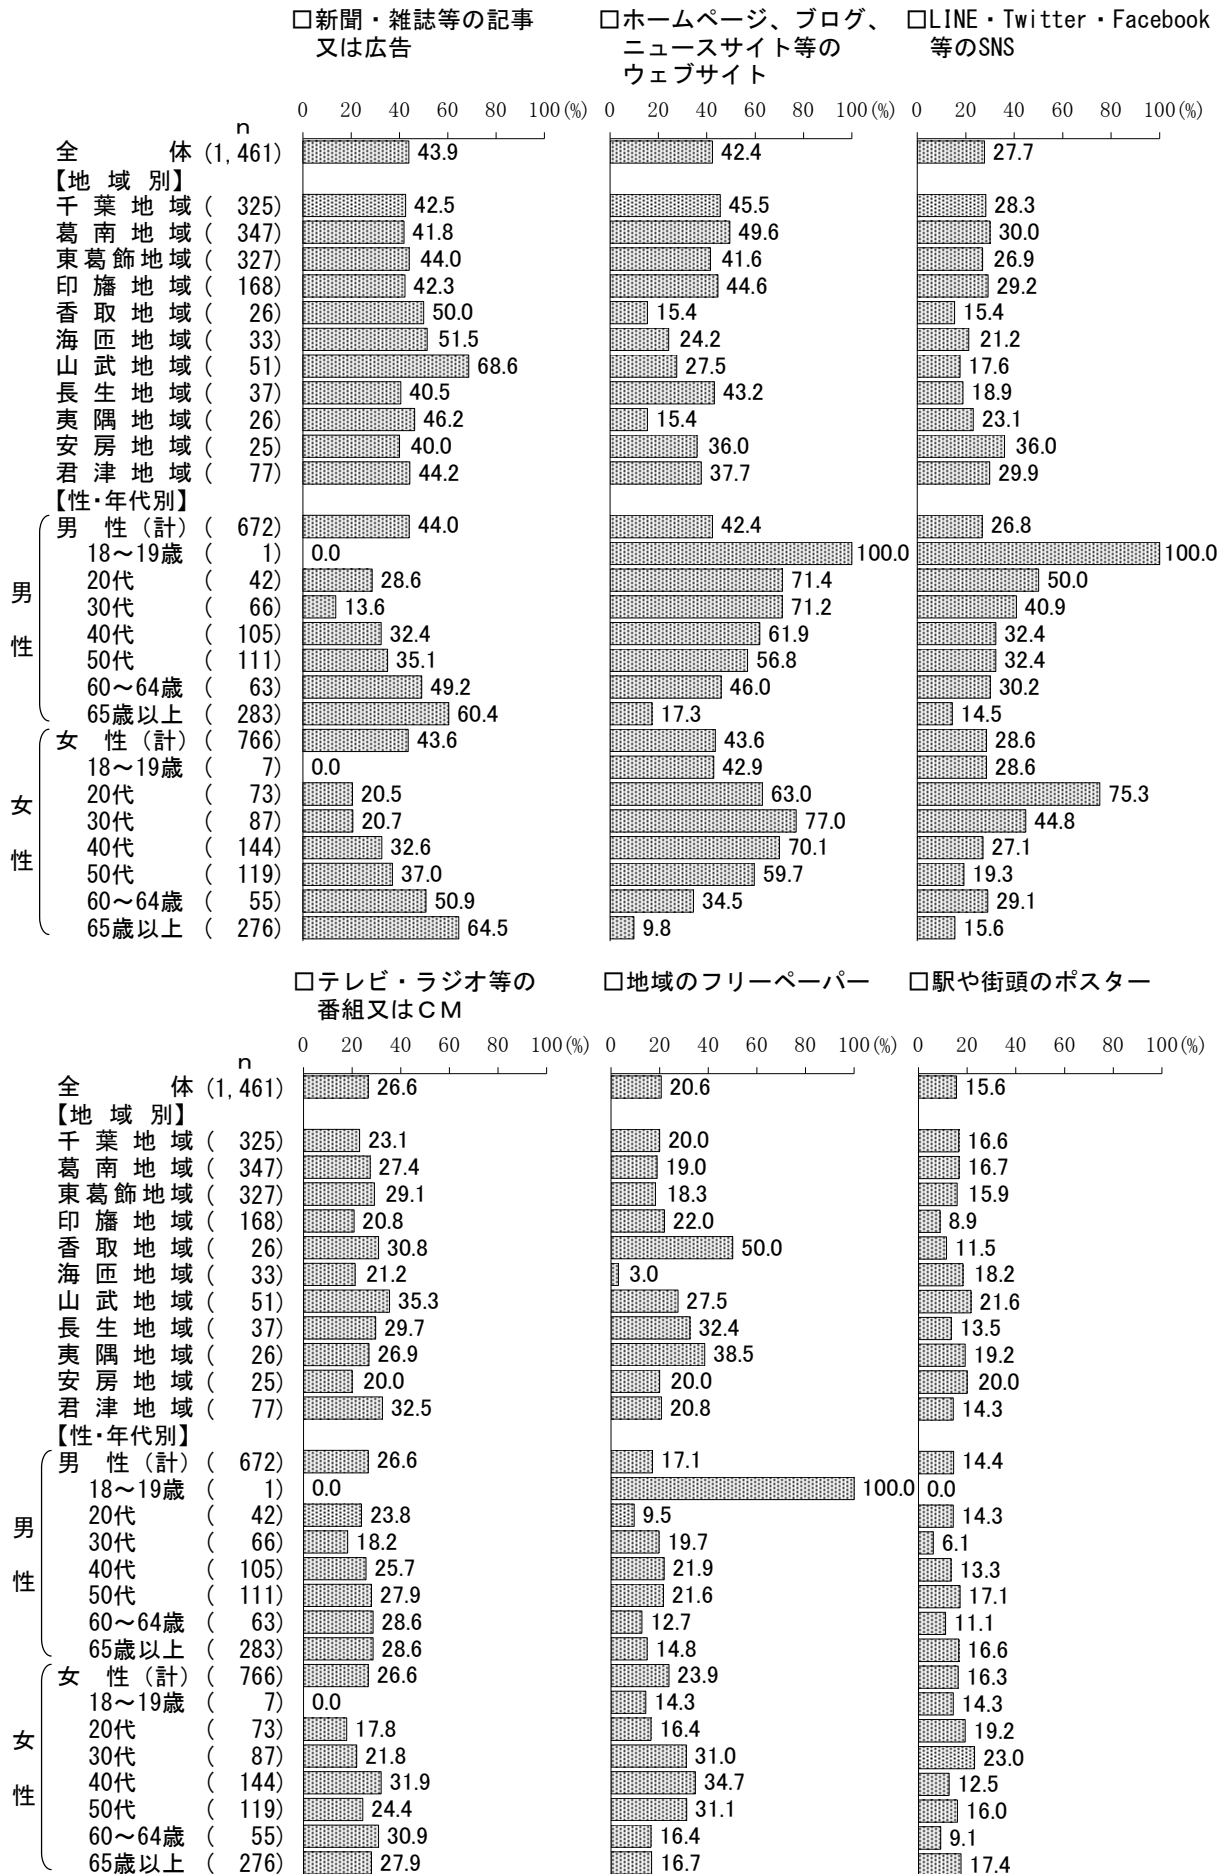 □新聞・雑誌等の記事
又は広告
□ホームページ、ブログ、
ニュースサイト等の
ウェブサイト
□LINE・Twitter・Facebook
等のSNS
0 20 40 60 80 100(%) 0 20 40 60 80 100(%) 0 20 40 60 80 100(%)
n
全体(1,461) 43.9 42.4 27.7
【地域別】
千葉地域( 325) 42.5 45.5 28.3
葛南地域( 347) 41.8 49.6 30.0
東葛飾地域( 327) 44.0 41.6 26.9
印旛地域( 168) 42.3 44.6 29.2
香取地域( 26) 50.0 15.4 15.4
海匝地域( 33) 51.5 24.2 21.2
山武地域( 51) 68.6 27.5 17.6
長生地域( 37) 40.5 43.2 18.9
夷隅地域( 26) 46.2 15.4 23.1
安房地域( 25) 40.0 36.0 36.0
君津地域( 77) 44.2 37.7 29.9
【性・年代別】
男性
男性(計)( 672) 44.0 42.4 26.8
18～19歳( 1) 0.0 100.0 100.0
20代( 42) 28.6 71.4 50.0
30代( 66) 13.6 71.2 40.9
40代( 105) 32.4 61.9 32.4
50代( 111) 35.1 56.8 32.4
60～64歳( 63) 49.2 46.0 30.2
65歳以上( 283) 60.4 17.3 14.5
女性
女性(計)( 766) 43.6 43.6 28.6
18～19歳( 7) 0.0 42.9 28.6
20代( 73) 20.5 63.0 75.3
30代( 87) 20.7 77.0 44.8
40代( 144) 32.6 70.1 27.1
50代( 119) 37.0 59.7 19.3
60～64歳( 55) 50.9 34.5 29.1
65歳以上( 276) 64.5 9.8 15.6
□テレビ・ラジオ等の
番組又はＣＭ
□地域のフリーペーパー
□駅や街頭のポスター
0 20 40 60 80 100(%) 0 20 40 60 80 100(%) 0 20 40 60 80 100(%)
n
全体(1,461) 26.6 20.6 15.6
【地域別】
千葉地域( 325) 23.1 20.0 16.6
葛南地域( 347) 27.4 19.0 16.7
東葛飾地域( 327) 29.1 18.3 15.9
印旛地域( 168) 20.8 22.0 8.9
香取地域( 26) 30.8 50.0 11.5
海匝地域( 33) 21.2 3.0 18.2
山武地域( 51) 35.3 27.5 21.6
長生地域( 37) 29.7 32.4 13.5
夷隅地域( 26) 26.9 38.5 19.2
安房地域( 25) 20.0 20.0 20.0
君津地域( 77) 32.5 20.8 14.3
【性・年代別】
男性
男性(計)( 672) 26.6 17.1 14.4
18～19歳( 1) 0.0 100.0 0.0
20代( 42) 23.8 9.5 14.3
30代( 66) 18.2 19.7 6.1
40代( 105) 25.7 21.9 13.3
50代( 111) 27.9 21.6 17.1
60～64歳( 63) 28.6 12.7 11.1
65歳以上( 283) 28.6 14.8 16.6
女性
女性(計)( 766) 26.6 23.9 16.3
18～19歳( 7) 0.0 14.3 14.3
20代( 73) 17.8 16.4 19.2
30代( 87) 21.8 31.0 23.0
40代( 144) 31.9 34.7 12.5
50代( 119) 24.4 31.1 16.0
60～64歳( 55) 30.9 16.4 9.1
65歳以上( 276) 27.9 16.7 17.4